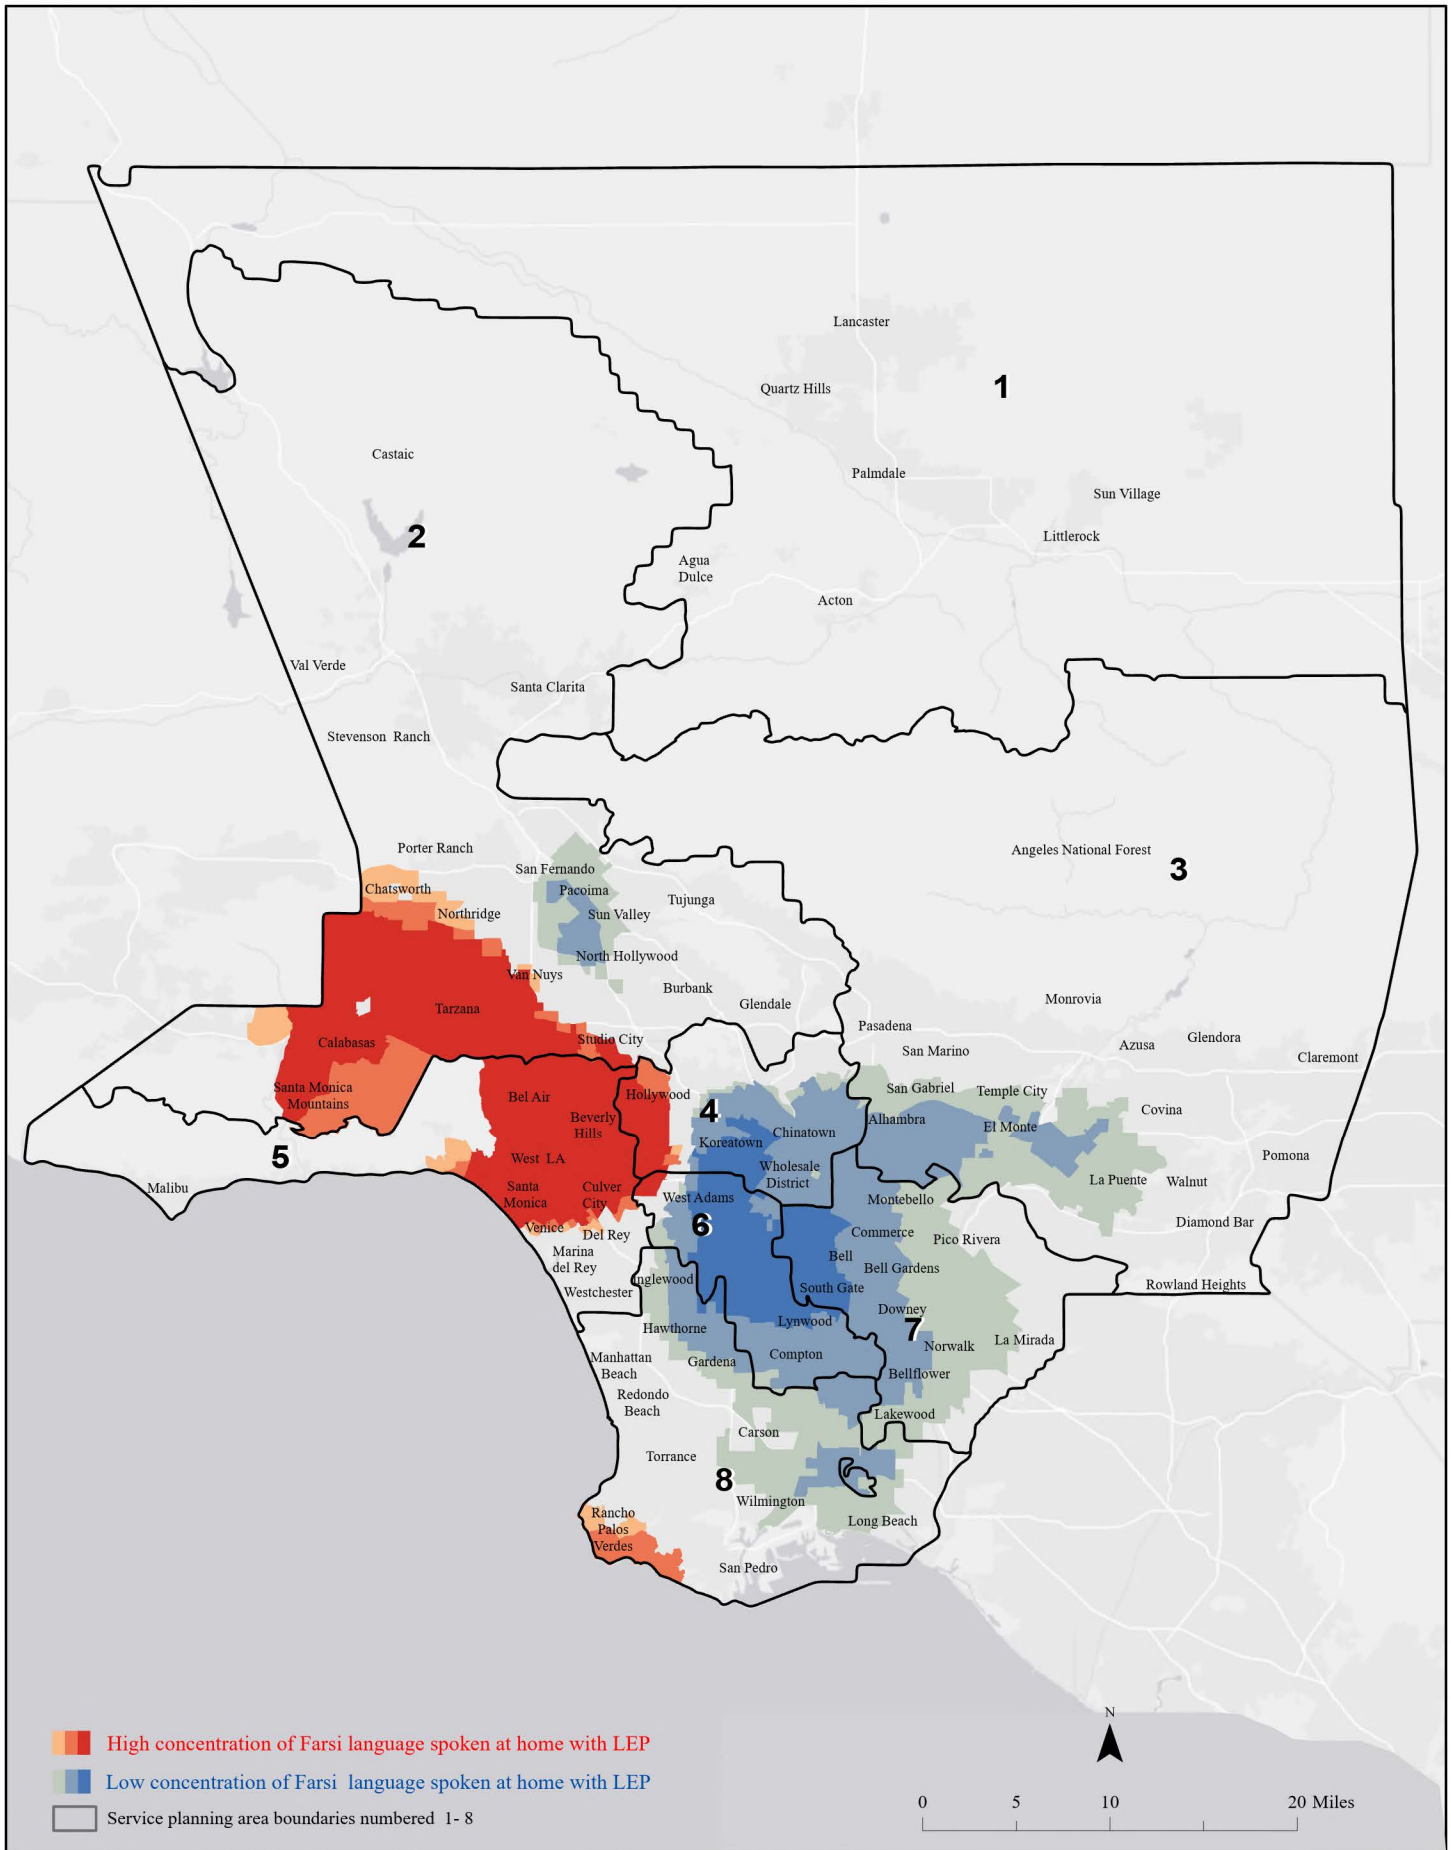 Lancaster
1
Quartz Hills
Castaic
Palmdale
Sun Village
2
Littlerock
Agua
Dulce
Acton
Val Verde
Santa Clarita
Stevenson  Ranch
Porter Ranch
Angeles National Forest
3
San Fernando
Chatsworth
Pacoima
Tujunga
Northridge
Sun Valley
North Hollywood
Van Nuys
Burbank
Monrovia
Glendale
Tarzana
Pasadena
Studio City
Glendora
Calabasas
Azusa
San Marino
Claremont
Santa Monica
Mountains
San Gabriel
Temple City
Bel Air
Hollywood
4
Covina
Beverly
Hills
Alhambra
El Monte
Chinatown
Koreatown
5
West LA
Wholesale
District
Pomona
Malibu
Santa
Monica
Culver
City
La Puente
Walnut
West Adams
Montebello
6
Venice
Del Rey
Diamond Bar
Commerce
Pico Rivera
Marina
del Rey
Bell
Bell Gardens
Inglewood
Rowland Heights
Westchester
South Gate
Downey
Lynwood
7
Hawthorne
La Mirada
Norwalk
Compton
Manhattan
Beach
Gardena
Bellflower
Redondo
Beach
Lakewood
Carson
Torrance
8
Wilmington
Rancho
Palos
Verdes
Long Beach
San Pedro
N
High concentration of Farsi language spoken at home with LEP
Low concentration of Farsi  language spoken at home with LEP
Service planning area boundaries numbered  1- 8
0 5 10 20 Miles